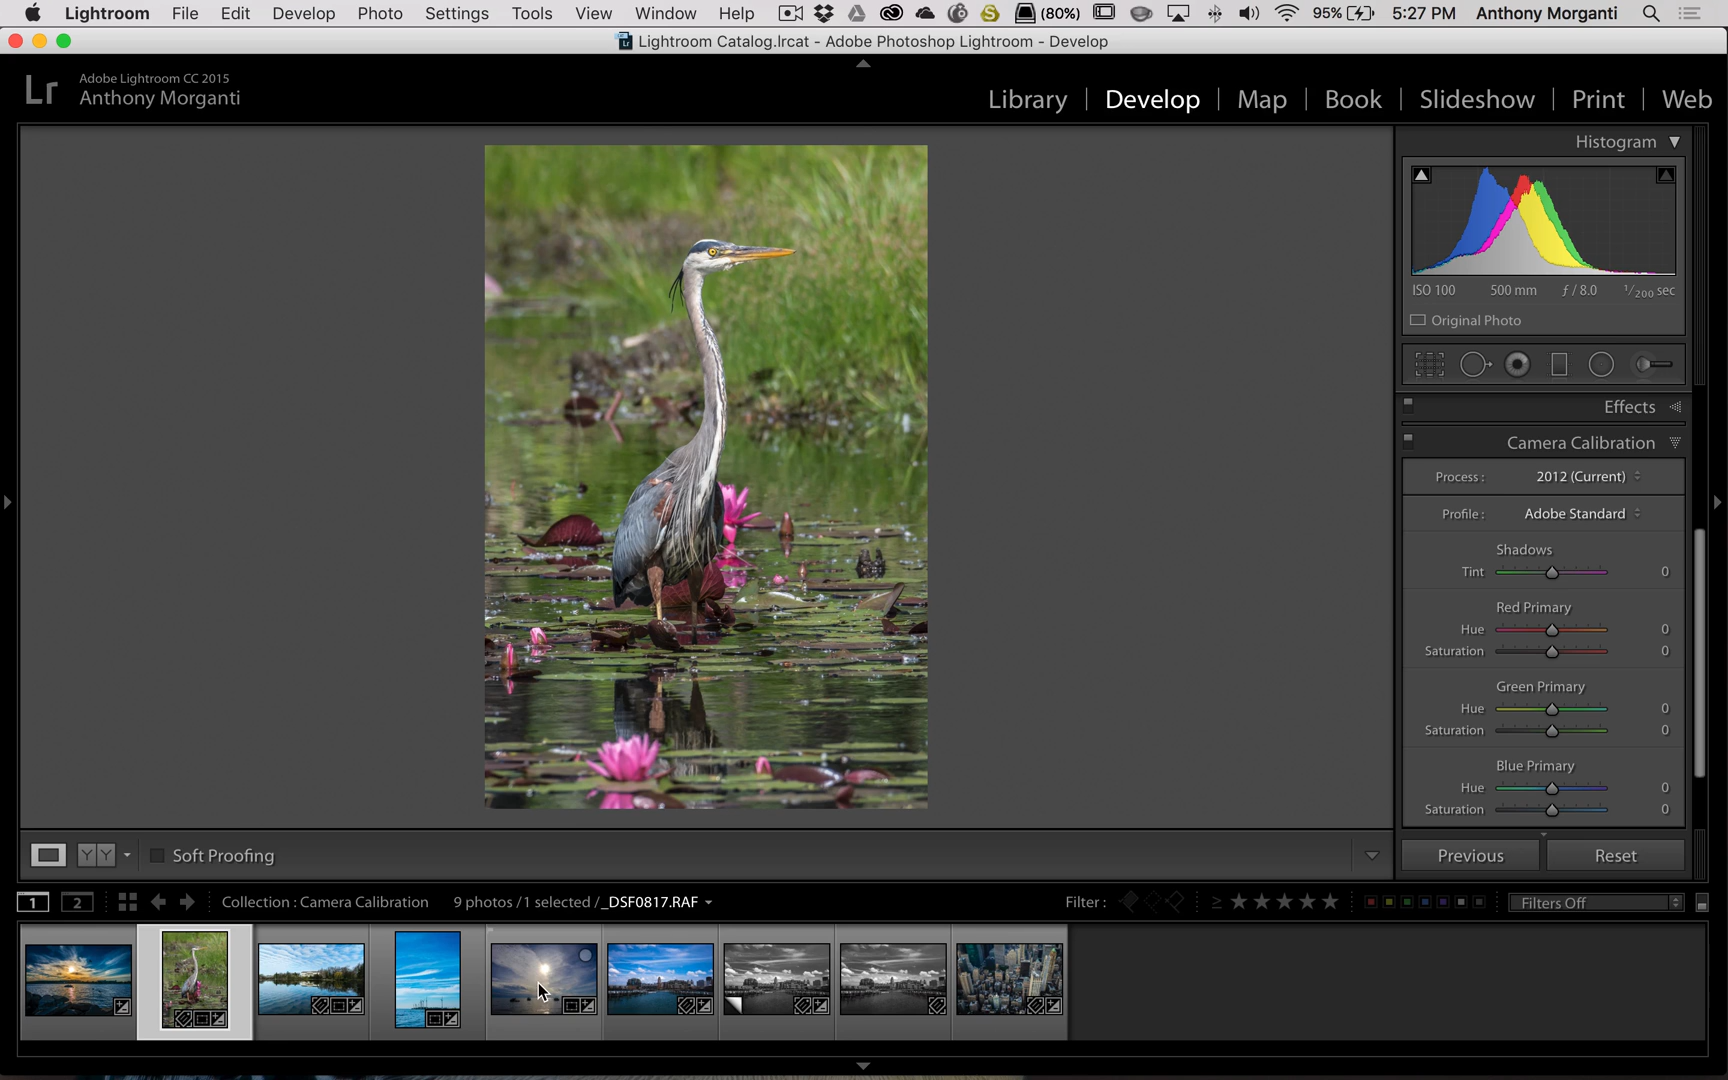 Lightroom File Edit Develop Photo Settings Tools View Window Help (80%) 95% 5:27 PM Anthony Morganti
Lightroom Catalog.lrcat - Adobe Photoshop Lightroom - Develop
Lr
Adobe Lightroom CC 2015
Anthony Morganti
Library | Develop | Map | Book | Slideshow | Print | Web
Histogram
ISO 100 500 mm ƒ / 8.0 1/200 sec
Original Photo
Effects
Camera Calibration
Process : 2012 (Current)
Profile : Adobe Standard
Shadows
Tint 0
Red Primary
Hue 0
Saturation 0
Green Primary
Hue 0
Saturation 0
Blue Primary
Hue 0
Saturation 0
Y Y Soft Proofing
Previous Reset
1 2 Collection : Camera Calibration 9 photos / 1 selected / _DSF0817.RAF Filter : ≥ Filters Off